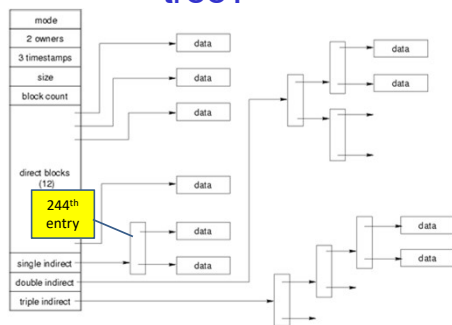 mode
2 owners
3 timestamps
size
block count
direct blocks
(12)
244th
entry
single indirect
double indirect
triple indirect
data
data
data
data
data
data
data
data
data
data